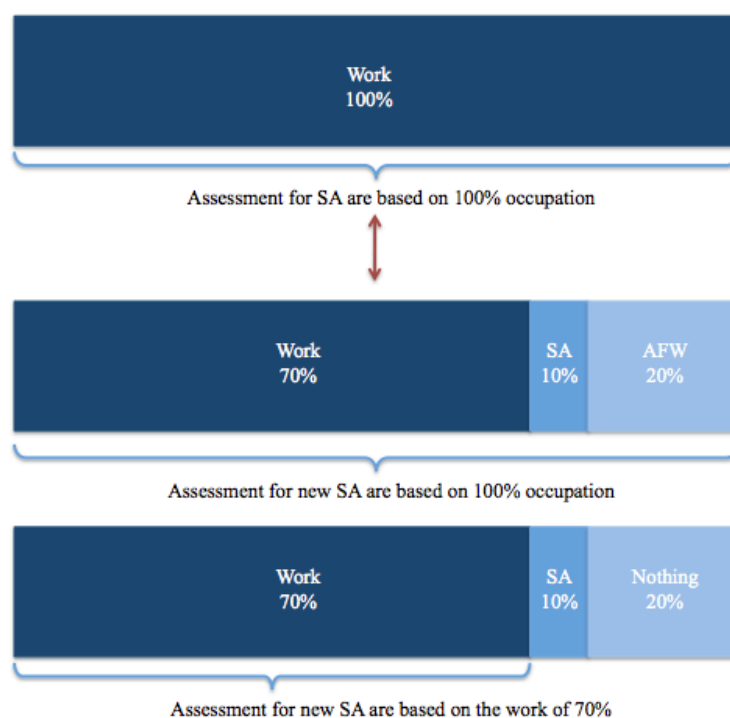 Work
100%
Assessment for SA are based on 100% occupation
Work SA AFW
70% 10% 20%
Assessment for new SA are based on 100% occupation
Work SA Nothing
70% 10% 20%
Assessment for new SA are based on the work of 70%